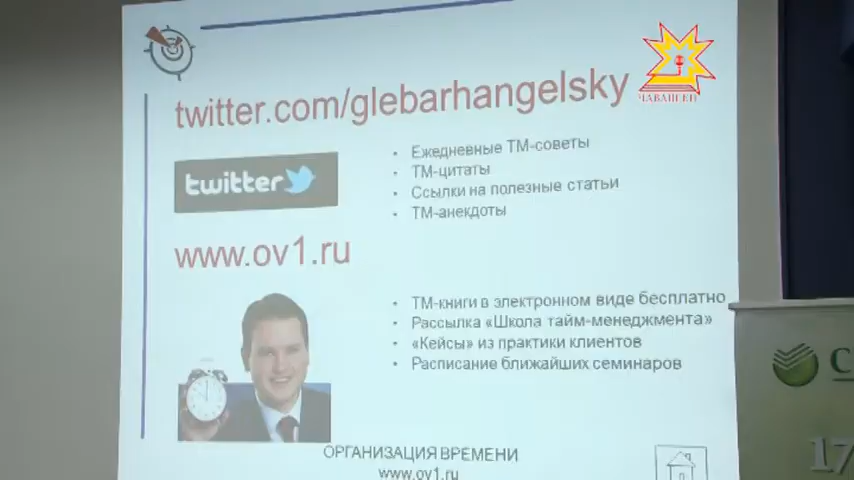 twitter.com/glebarhangelsky
twitter
• Ежедневные ТМ-советы
• ТМ-цитаты
• Ссылки на полезные статьи
• ТМ-анекдоты
www.ov1.ru
• ТМ-книги в электронном виде бесплатно
• Рассылка «Школа тайм-менеджмента»
• «Кейсы» из практики клиентов
• Расписание ближайших семинаров
ОРГАНИЗАЦИЯ ВРЕМЕНИ
www.ov1.ru
С
17